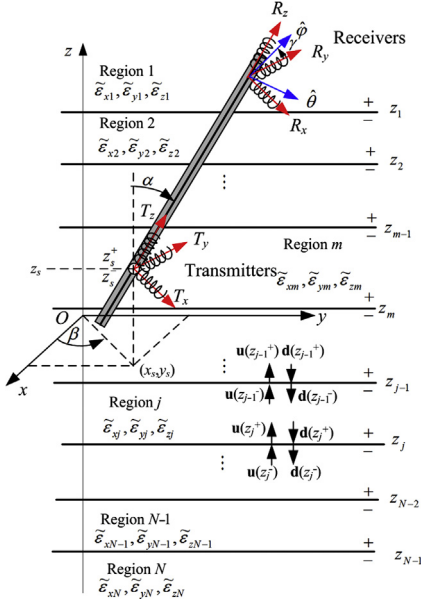 R_z
φ̂
Receivers
γ
R_y
z
θ̂
Region 1
ε̃_x1, ε̃_y1, ε̃_z1
R_x
+
− z_1
Region 2
ε̃_x2, ε̃_y2, ε̃_z2
+
− z_2
⋮
α
T_z
+
− z_{m-1}
T_y
Region m
z_s
z_s^+
z_s^-
Transmitters
ε̃_xm, ε̃_ym, ε̃_zm
T_x
+
− z_m
O
y
β
x
(x_s,y_s)
⋮
u(z_{j-1}^+) d(z_{j-1}^+)
+
− z_{j-1}
u(z_{j-1}^-) d(z_{j-1}^-)
Region j
ε̃_xj, ε̃_yj, ε̃_zj
u(z_j^+) d(z_j^+)
+
− z_j
u(z_j^-) d(z_j^-)
⋮
+
− z_{N-2}
Region N-1
ε̃_xN-1, ε̃_yN-1, ε̃_zN-1
+
− z_{N-1}
Region N
ε̃_xN, ε̃_yN, ε̃_zN